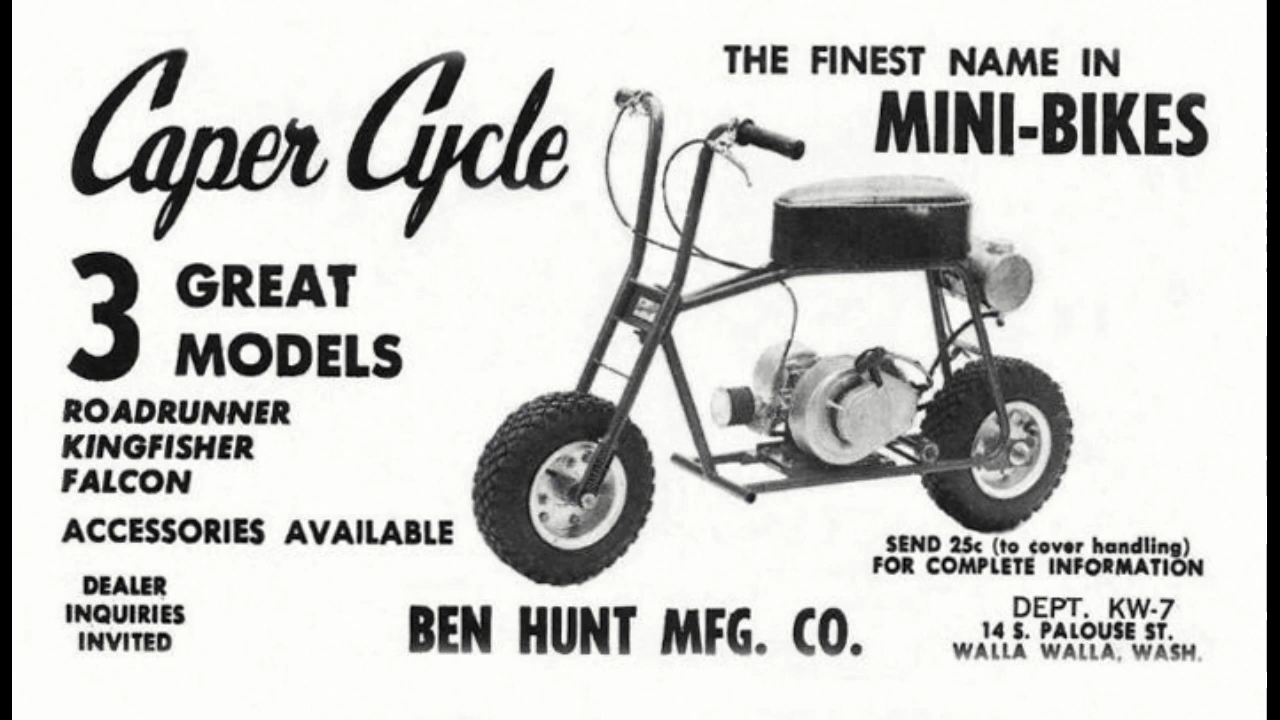 Caper Cycle
THE FINEST NAME IN
MINI-BIKES
3 GREAT
MODELS
ROADRUNNER
KINGFISHER
FALCON
ACCESSORIES AVAILABLE
DEALER
INQUIRIES
INVITED
BEN HUNT MFG. CO.
SEND 25c (to cover handling)
FOR COMPLETE INFORMATION
DEPT. KW-7
14 S. PALOUSE ST.
WALLA WALLA, WASH.